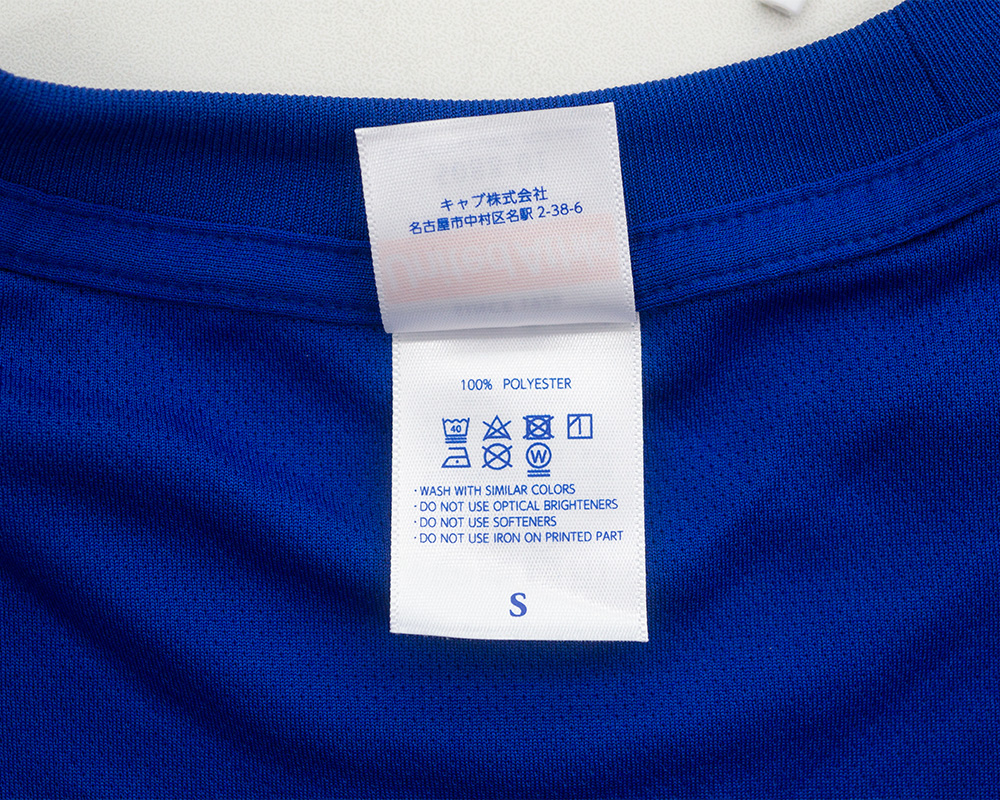 キャブ株式会社
名古屋市中村区名駅 2-38-6
100% POLYESTER
40
W
・WASH WITH SIMILAR COLORS
・DO NOT USE OPTICAL BRIGHTENERS
・DO NOT USE SOFTENERS
・DO NOT USE IRON ON PRINTED PART
S